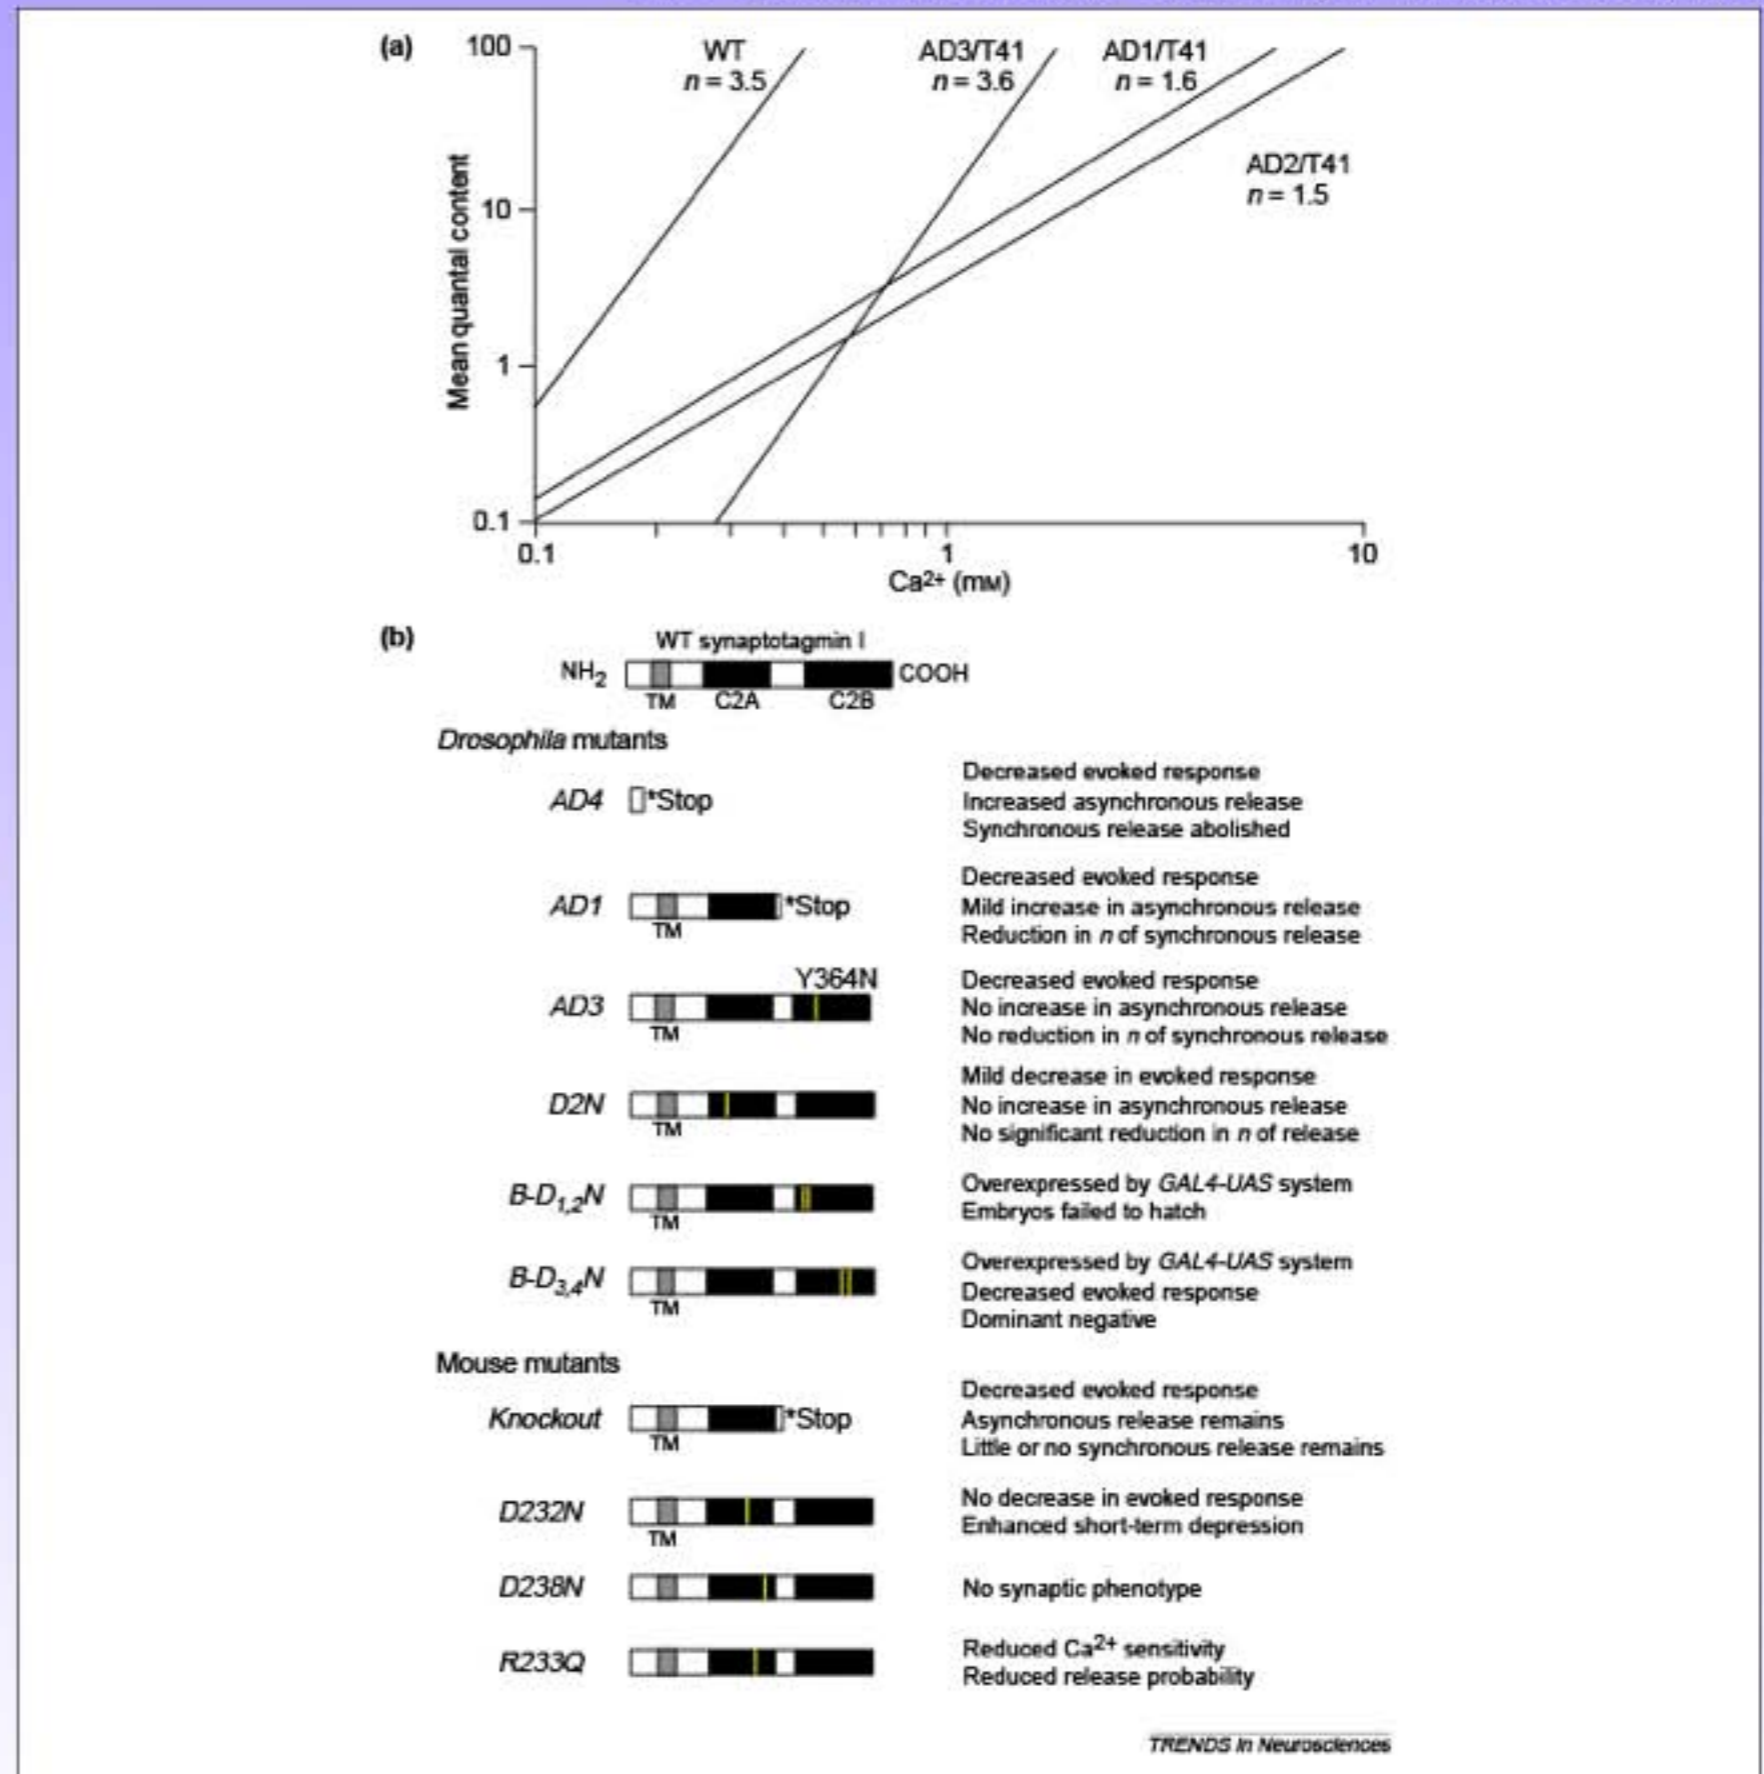 (a)
100
10
1
0.1
Mean quantal content
WT
n = 3.5
AD3/T41
n = 3.6
AD1/T41
n = 1.6
AD2/T41
n = 1.5
0.1
1
10
Ca2+ (mM)
(b)
WT synaptotagmin I
NH2
COOH
TM
C2A
C2B
Drosophila mutants
AD4
*Stop
Decreased evoked response
Increased asynchronous release
Synchronous release abolished
AD1
*Stop
TM
Decreased evoked response
Mild increase in asynchronous release
Reduction in n of synchronous release
Y364N
AD3
TM
Decreased evoked response
No increase in asynchronous release
No reduction in n of synchronous release
D2N
TM
Mild decrease in evoked response
No increase in asynchronous release
No significant reduction in n of release
B-D1,2N
TM
Overexpressed by GAL4-UAS system
Embryos failed to hatch
B-D3,4N
TM
Overexpressed by GAL4-UAS system
Decreased evoked response
Dominant negative
Mouse mutants
Knockout
*Stop
TM
Decreased evoked response
Asynchronous release remains
Little or no synchronous release remains
D232N
TM
No decrease in evoked response
Enhanced short-term depression
D238N
No synaptic phenotype
R233Q
Reduced Ca2+ sensitivity
Reduced release probability
TRENDS in Neurosciences